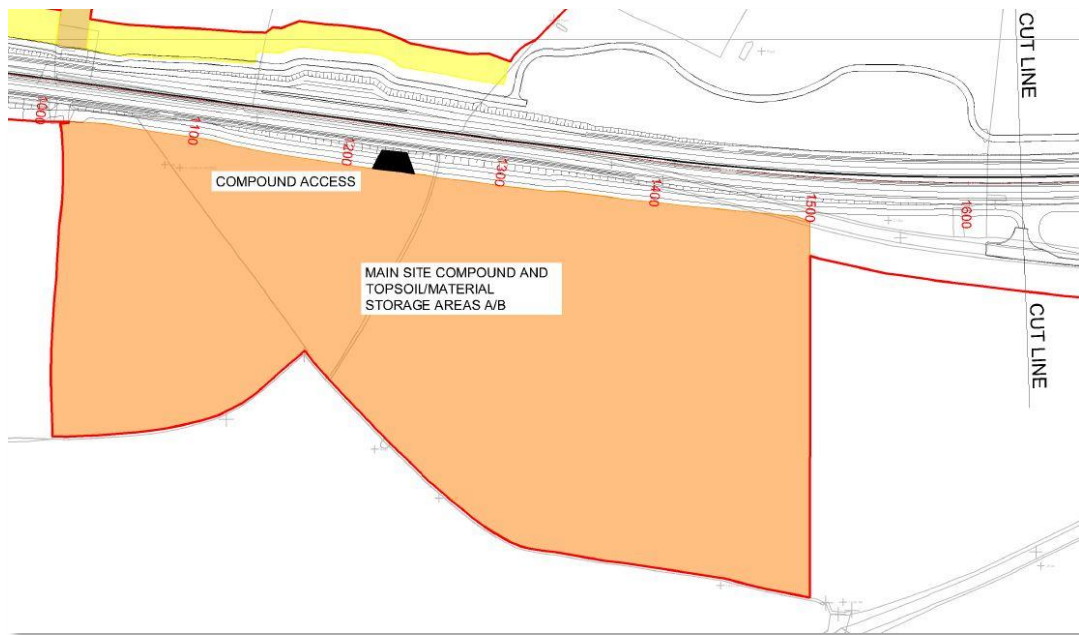 CUT LINE
1000
1100
1200
1300
1400
1500
1600
COMPOUND ACCESS
MAIN SITE COMPOUND AND
TOPSOIL/MATERIAL
STORAGE AREAS A/B
CUT LINE